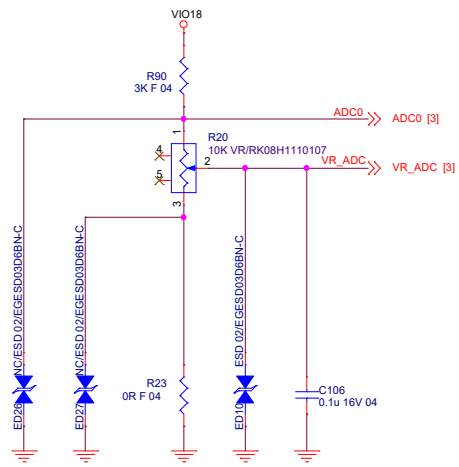 VIO18
R90
3K F 04
ADC0
ADC0 [3]
1
R20
10K VR/RK08H1110107
4
2
VR_ADC
VR_ADC [3]
5
3
NC/ESD 02/EGESD03D6BN-C
NC/ESD 02/EGESD03D6BN-C
ESD 02/EGESD03D6BN-C
ED26
ED27
R23
0R F 04
ED10
C106
0.1u 16V 04